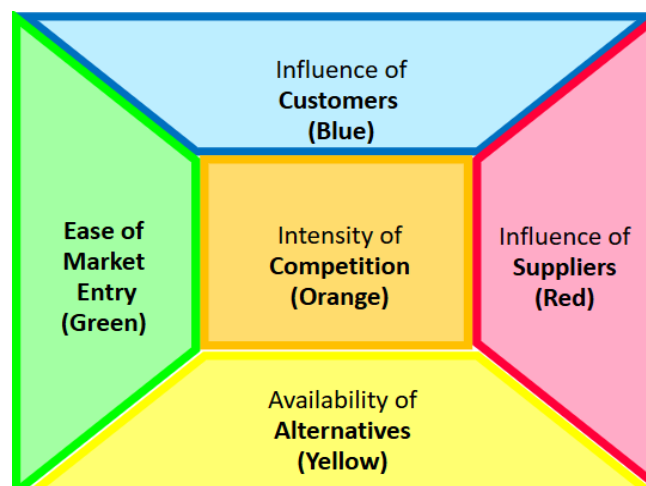 Influence of
Customers
(Blue)
Ease of
Market
Entry
(Green)
Intensity of
Competition
(Orange)
Influence of
Suppliers
(Red)
Availability of
Alternatives
(Yellow)